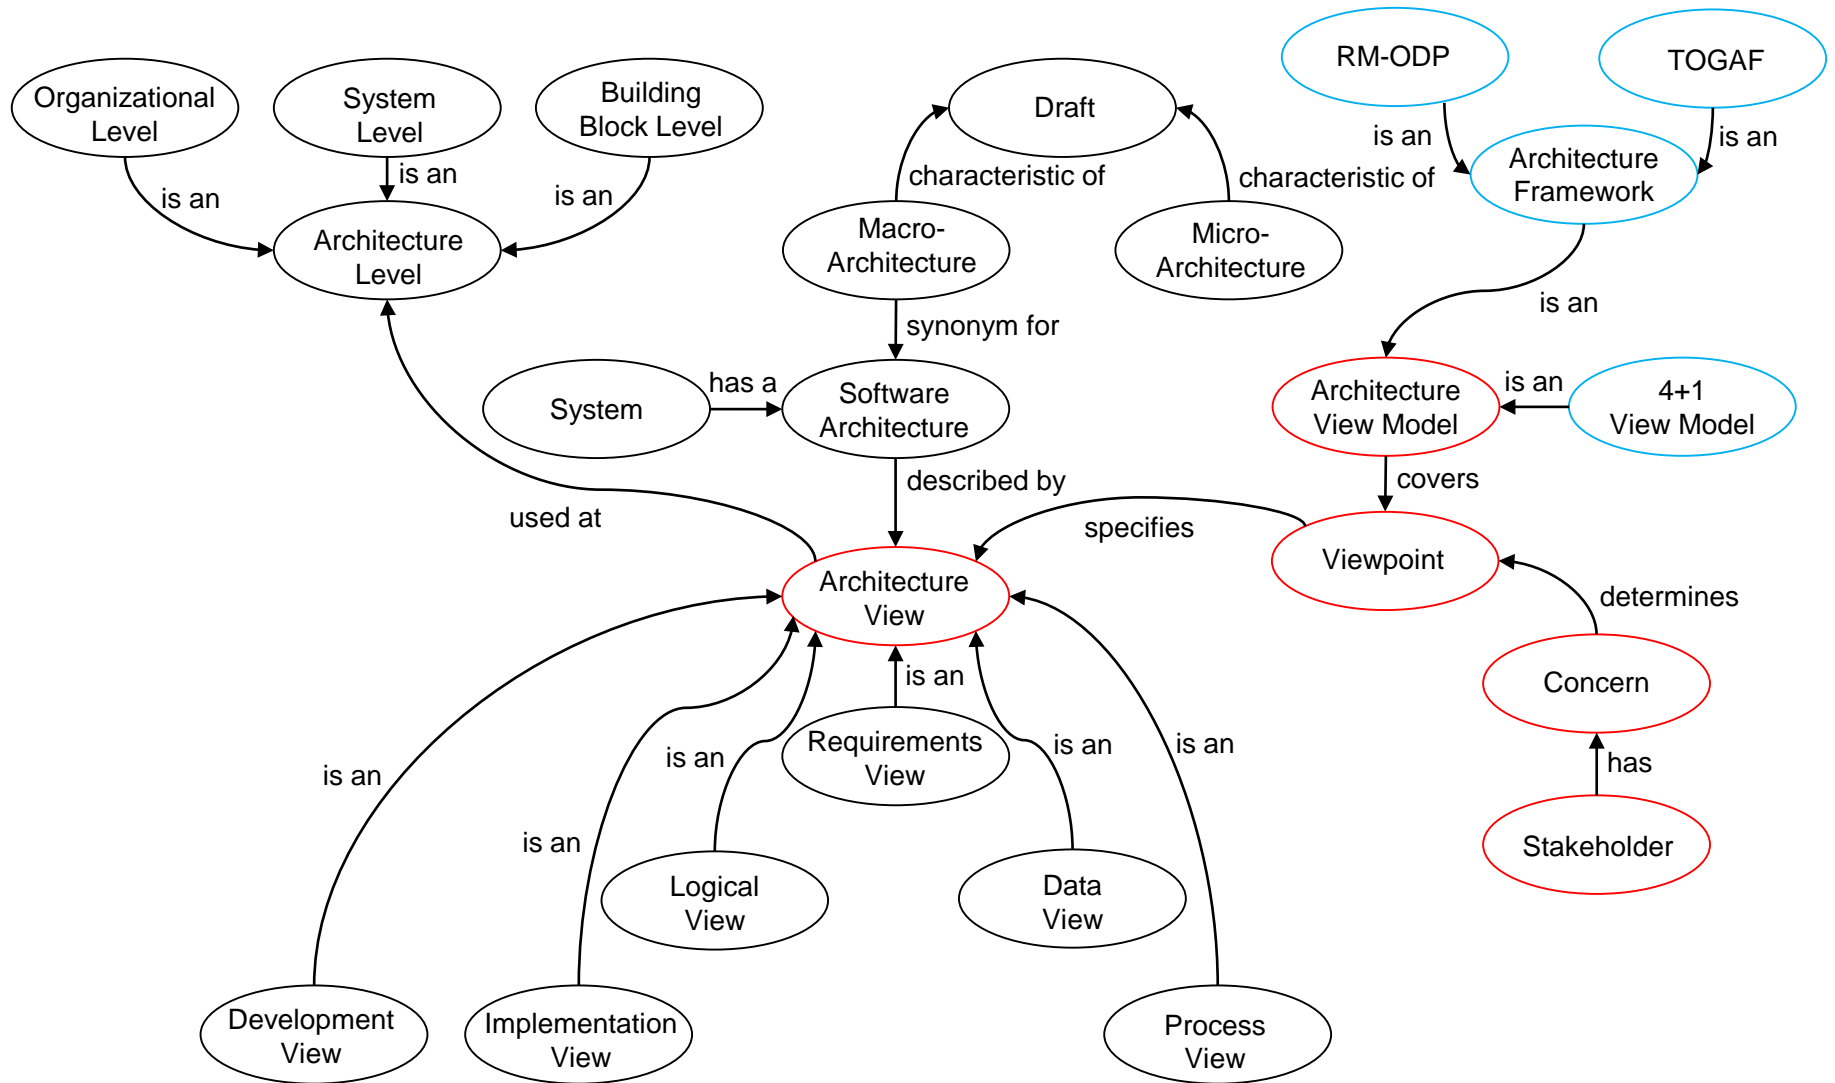 RM-ODP
TOGAF
Organizational
Level
System
Level
Building
Block Level
Draft
is an
is an
is an
is an
is an
characteristic of
characteristic of
Architecture
Framework
Architecture
Level
Macro-
Architecture
Micro-
Architecture
is an
synonym for
System
has a
Software
Architecture
Architecture
View Model
is an
4+1
View Model
described by
covers
used at
specifies
Viewpoint
Architecture
View
determines
is an
Concern
Requirements
View
is an
is an
is an
is an
has
is an
Stakeholder
Logical
View
Data
View
Development
View
Implementation
View
Process
View